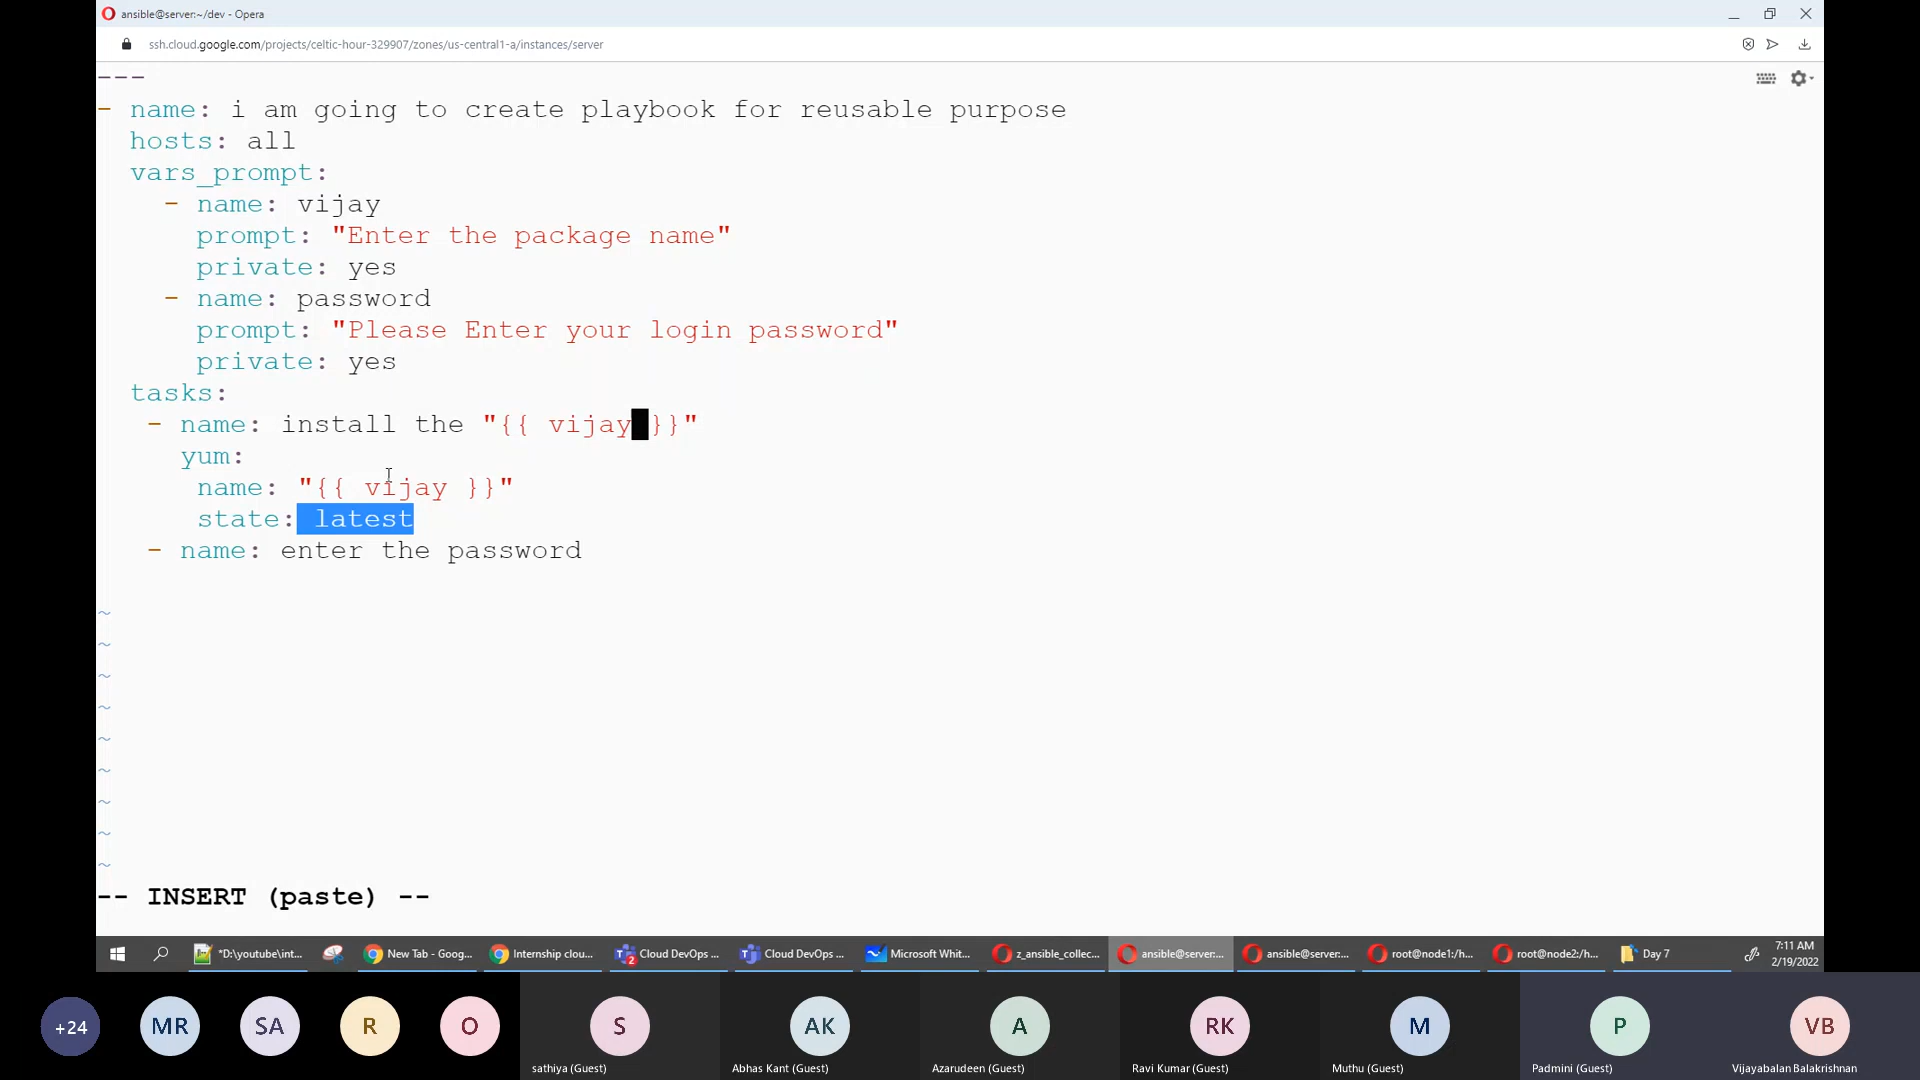 ansible@server:~/dev - Opera
ssh.cloud.google.com/projects/celtic-hour-329907/zones/us-central1-a/instances/server
---
- name: i am going to create playbook for reusable purpose
hosts: all
vars_prompt:
- name: vijay
prompt: "Enter the package name"
private: yes
- name: password
prompt: "Please Enter your login password"
private: yes
tasks:
- name: install the "{{ vijay }}"
yum:
name: "{{ vijay }}"
state: latest
- name: enter the password
~
~
~
~
~
~
~
~
~
-- INSERT (paste) --
*D:\youtube\int...
New Tab - Goog...
Internship clou...
2
Cloud DevOps ...
Cloud DevOps ...
Microsoft Whit...
z_ansible_collec...
ansible@server:...
ansible@server:...
root@node1:/h...
root@node2:/h...
Day 7
7:11 AM
2/19/2022
+24
MR
SA
R
O
S
AK
A
RK
M
P
VB
sathiya (Guest)
Abhas Kant (Guest)
Azarudeen (Guest)
Ravi Kumar (Guest)
Muthu (Guest)
Padmini (Guest)
Vijayabalan Balakrishnan